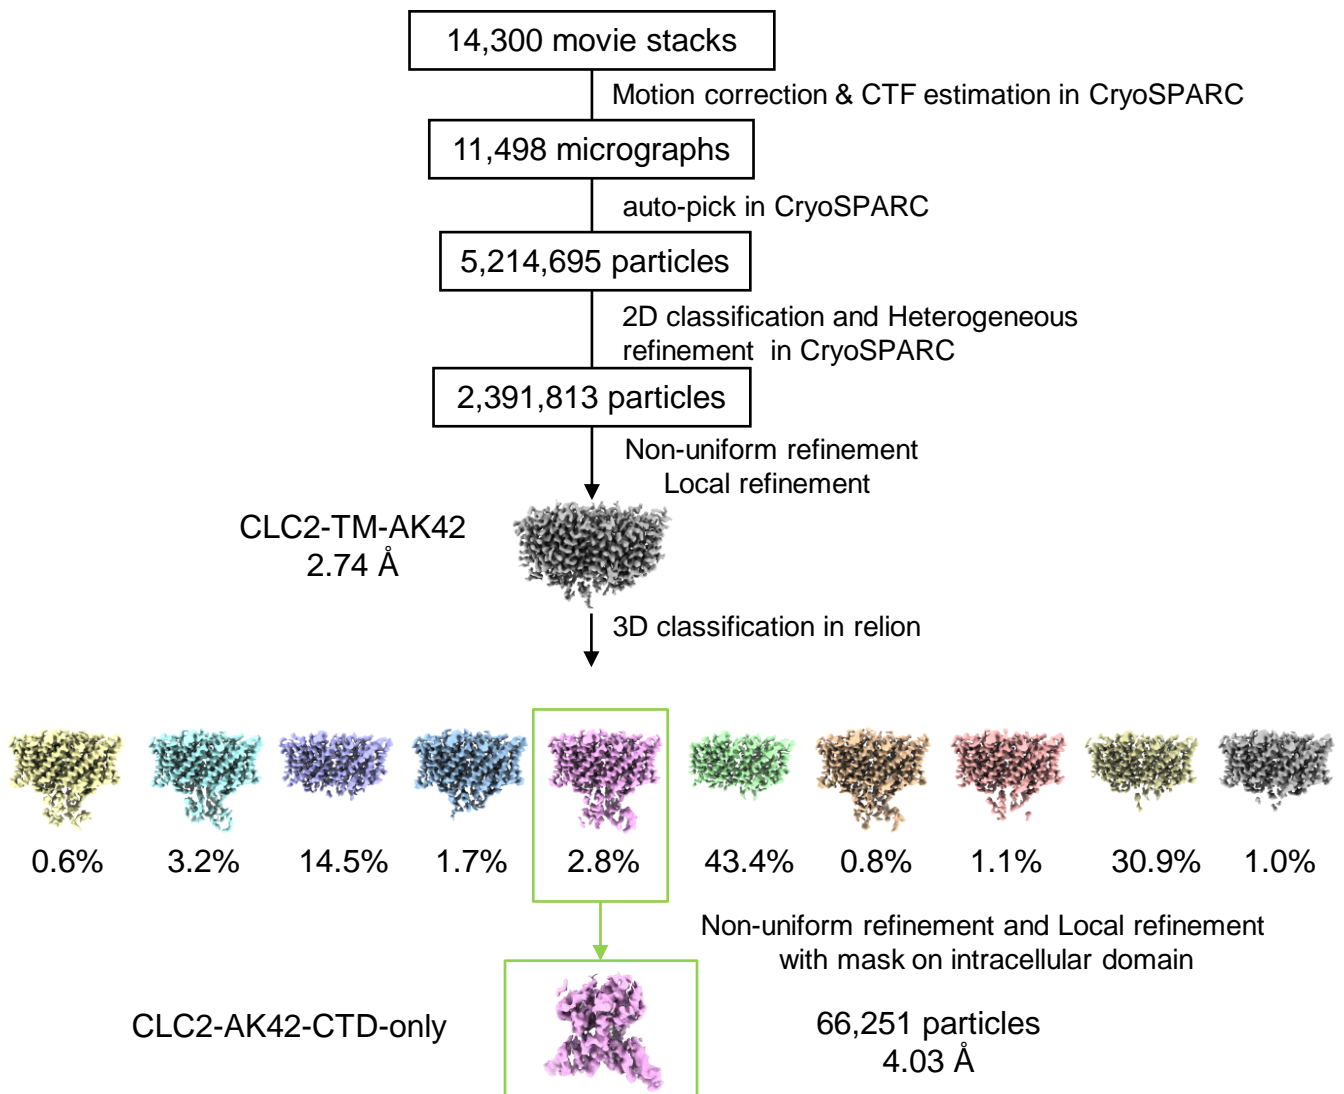 14,300 movie stacks
Motion correction & CTF estimation in CryoSPARC
11,498 micrographs
auto-pick in CryoSPARC
5,214,695 particles
2D classification and Heterogeneous
refinement in CryoSPARC
2,391,813 particles
Non-uniform refinement
Local refinement
CLC2-TM-AK42
2.74 Å
3D classification in relion
0.6% 3.2% 14.5% 1.7% 2.8% 43.4% 0.8% 1.1% 30.9% 1.0%
Non-uniform refinement and Local refinement
with mask on intracellular domain
CLC2-AK42-CTD-only
66,251 particles
4.03 Å